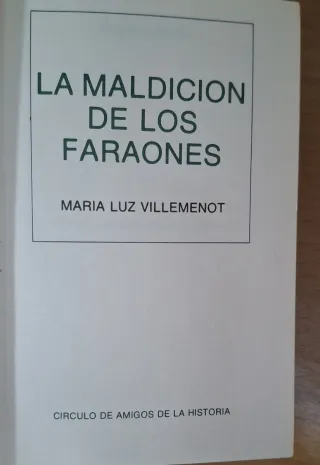 LA MALDICION
DE LOS
FARAONES
MARIA LUZ VILLEMENOT
CIRCULO DE AMIGOS DE LA HISTORIA